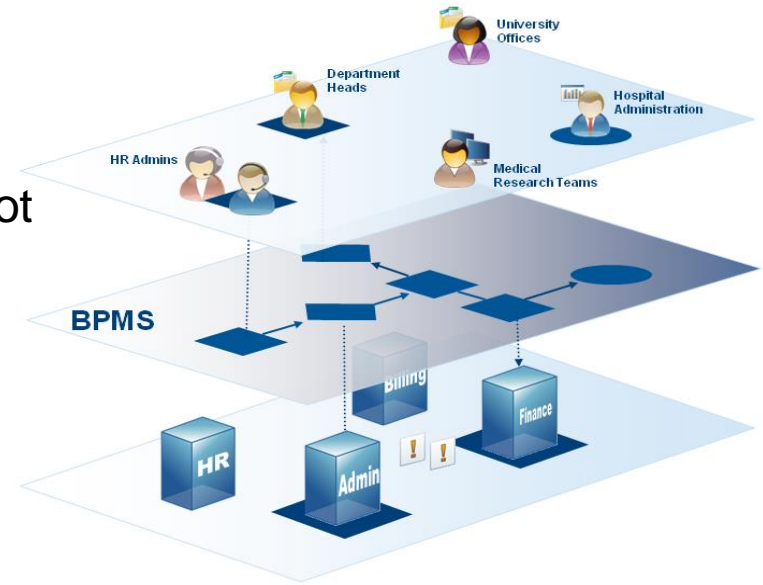 University
Offices
Department
Heads
Hospital
Administration
HR Admins
Medical
Research Teams
ot
BPMS
Billing
Finance
HR
Admin
! !